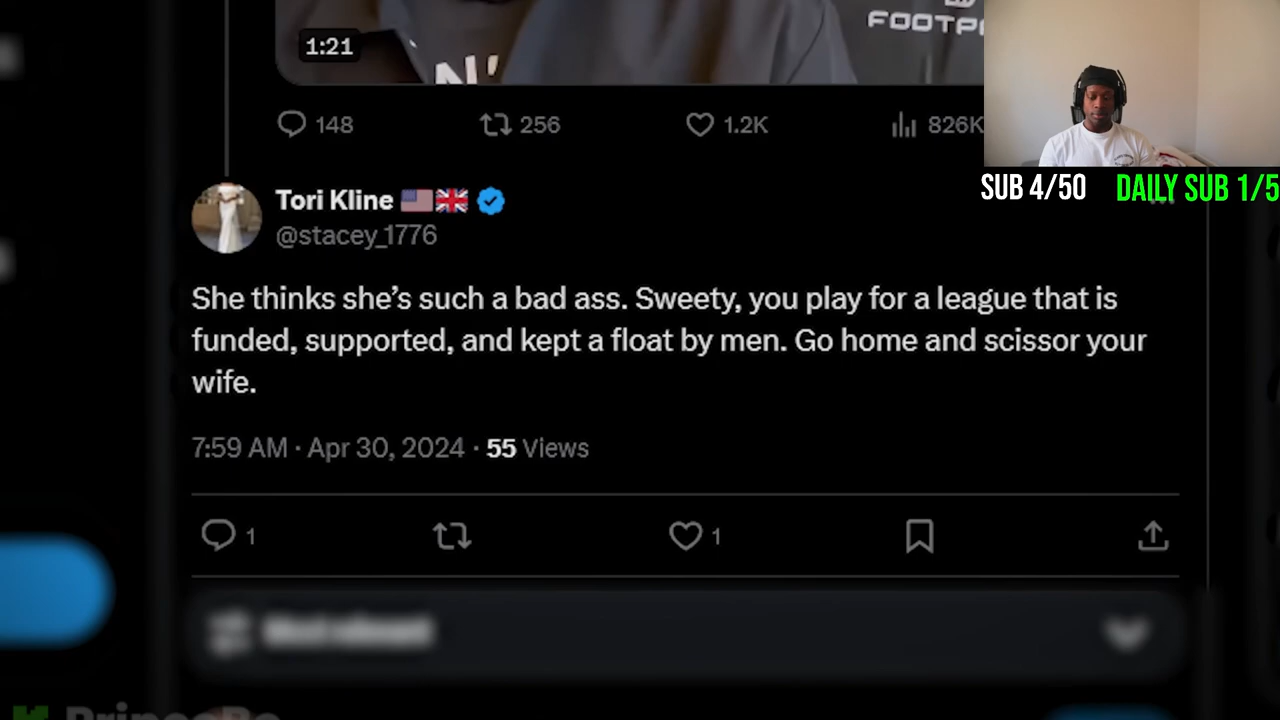 1:21
N'
FOOTP
148 256 1.2K 826K
SUB 4/50 DAILY SUB 1/5
Tori Kline
@stacey_1776
She thinks she's such a bad ass. Sweety, you play for a league that is
funded, supported, and kept a float by men. Go home and scissor your
wife.
7:59 AM · Apr 30, 2024 · 55 Views
1 1